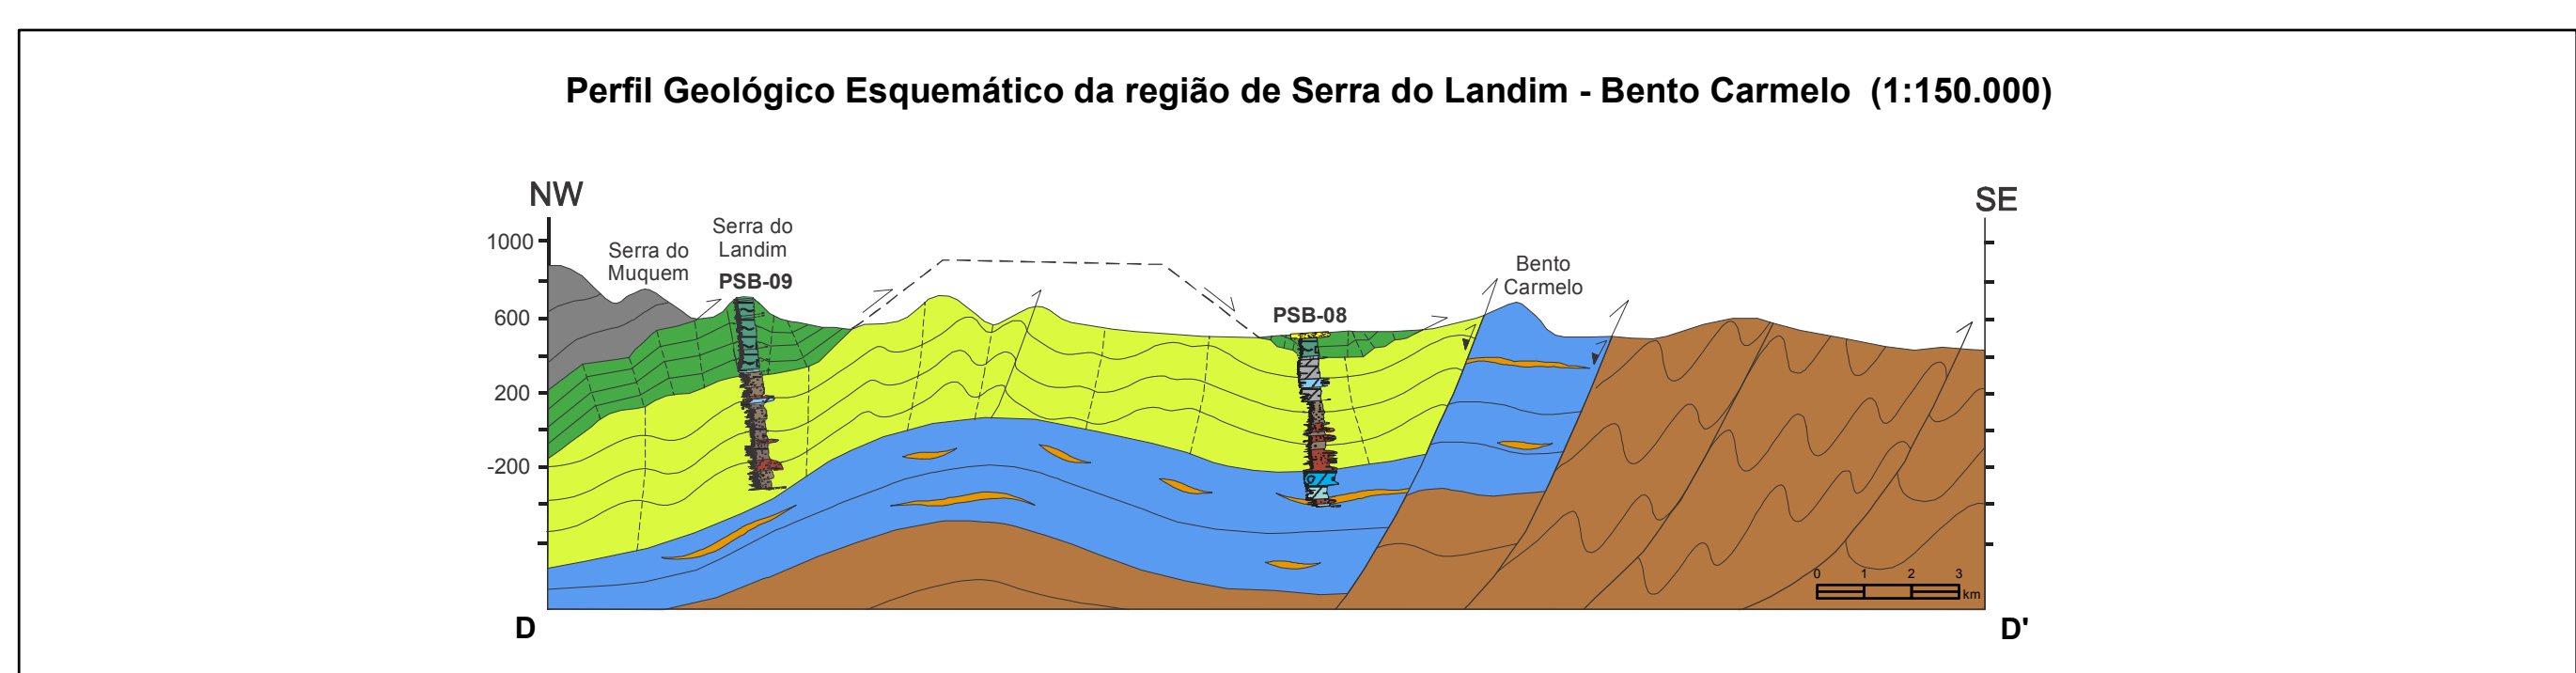 Perfil Geológico Esquemático da região de Serra do Landim - Bento Carmelo (1:150.000)
NW
SE
Serra do
Muquem
Serra do
Landim
PSB-09
PSB-08
Bento
Carmelo
1000
600
200
-200
0 1 2 3
km
D
D'